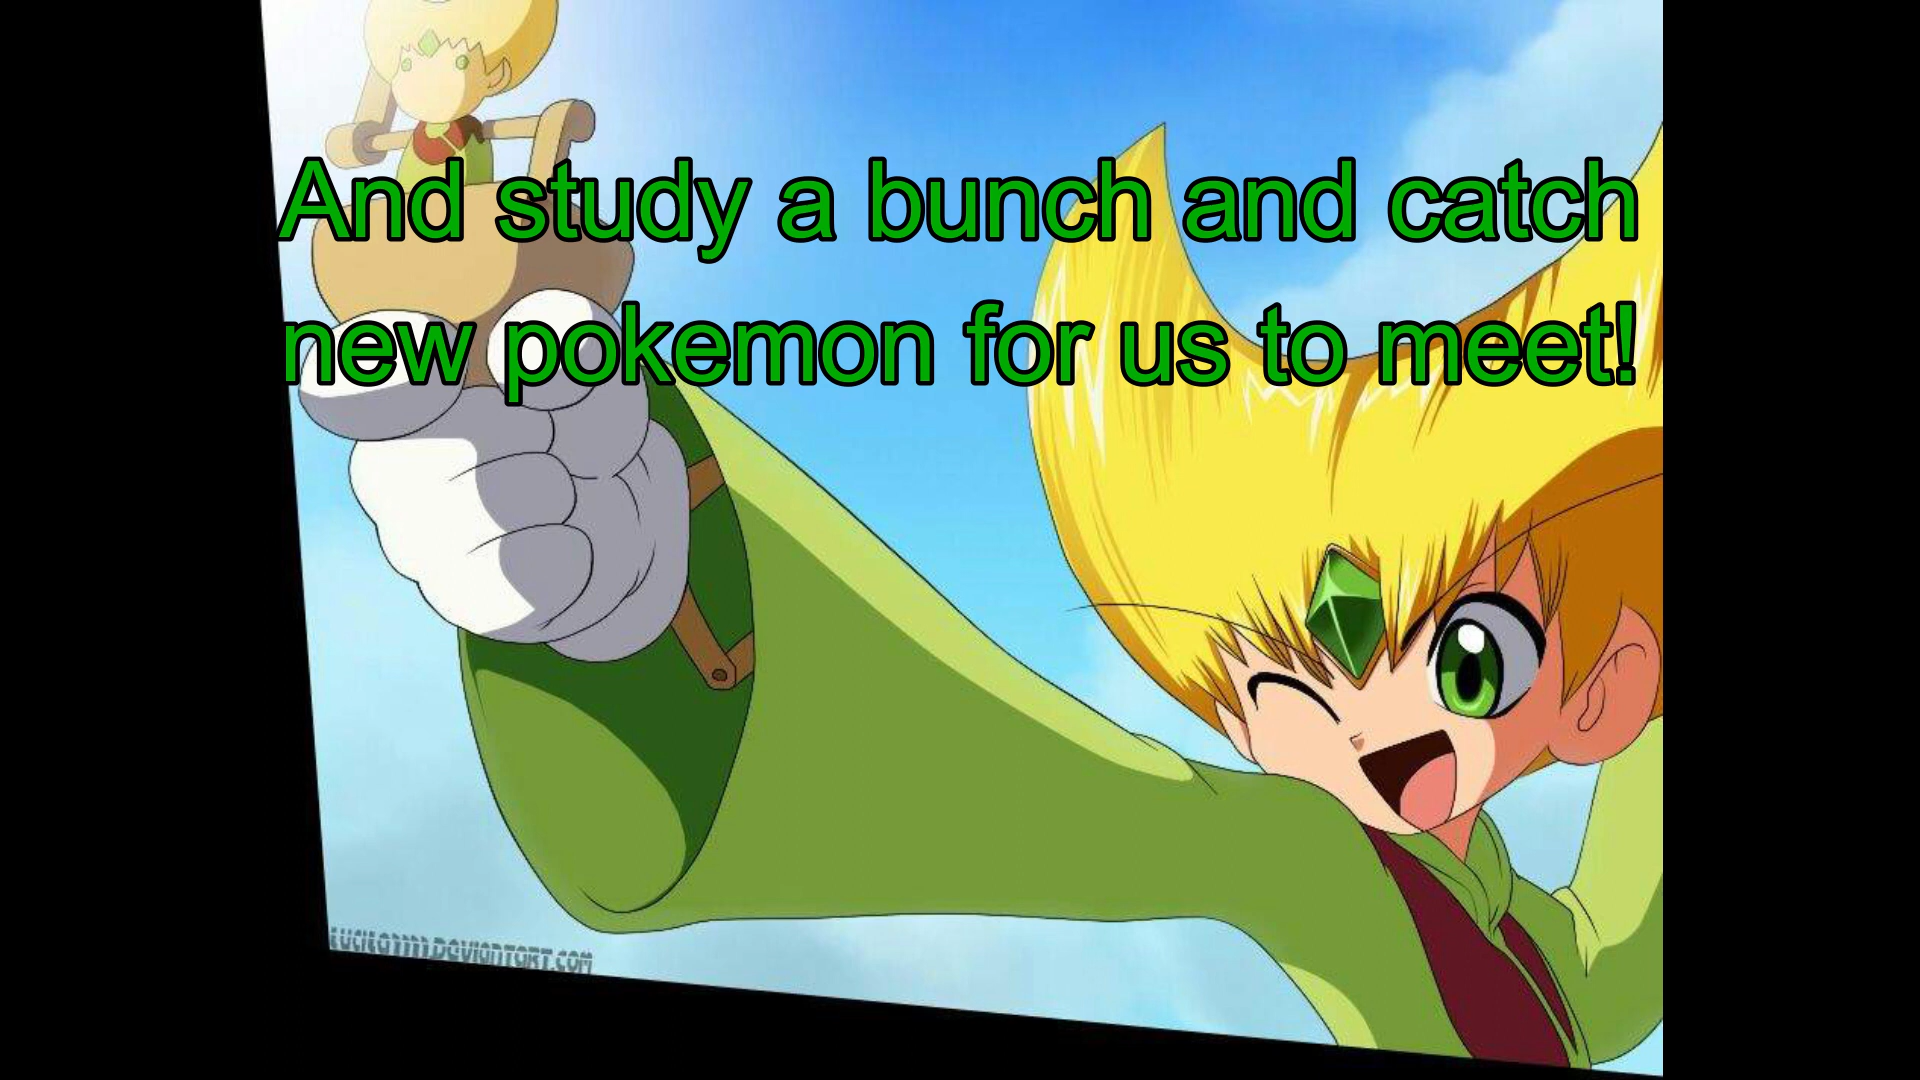 And study a bunch and catch
new pokemon for us to meet!